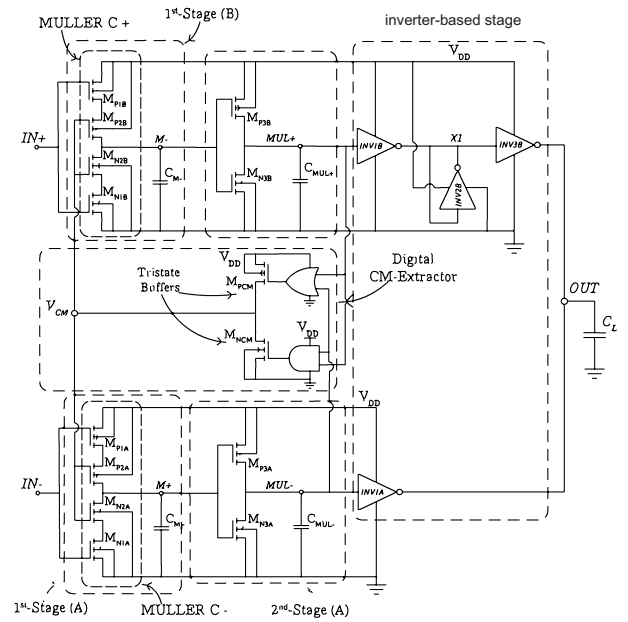 1st-Stage (B)
MULLER C +
inverter-based stage
VDD
MP1B
MP2B
MP3B
IN+
M-
MUL+
INV1B
X1
INV3B
MN2B
CM-
MN3B
CMUL+
INV2B
MN1B
VDD
Digital
CM-Extractor
Tristate
Buffers
MPCM
OUT
VCM
MNCM
VDD
CL
VDD
MP1A
MP2A
MP3A
IN-
M+
MUL-
INV1A
MN2A
MN3A
CMUL-
MN1A
1st-Stage (A)
MULLER C -
2nd-Stage (A)